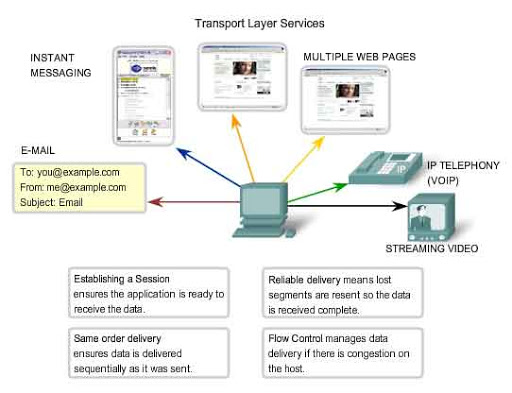 Transport Layer Services
INSTANT
MESSAGING
MULTIPLE WEB PAGES
E-MAIL
To: you@example.com
From: me@example.com
Subject: Email
IP
IP TELEPHONY
(VOIP)
STREAMING VIDEO
Establishing a Session
ensures the application is ready to
receive the data.
Reliable delivery means lost
segments are resent so the data
is received complete.
Same order delivery
ensures data is delivered
sequentially as it was sent.
Flow Control manages data
delivery if there is congestion on
the host.